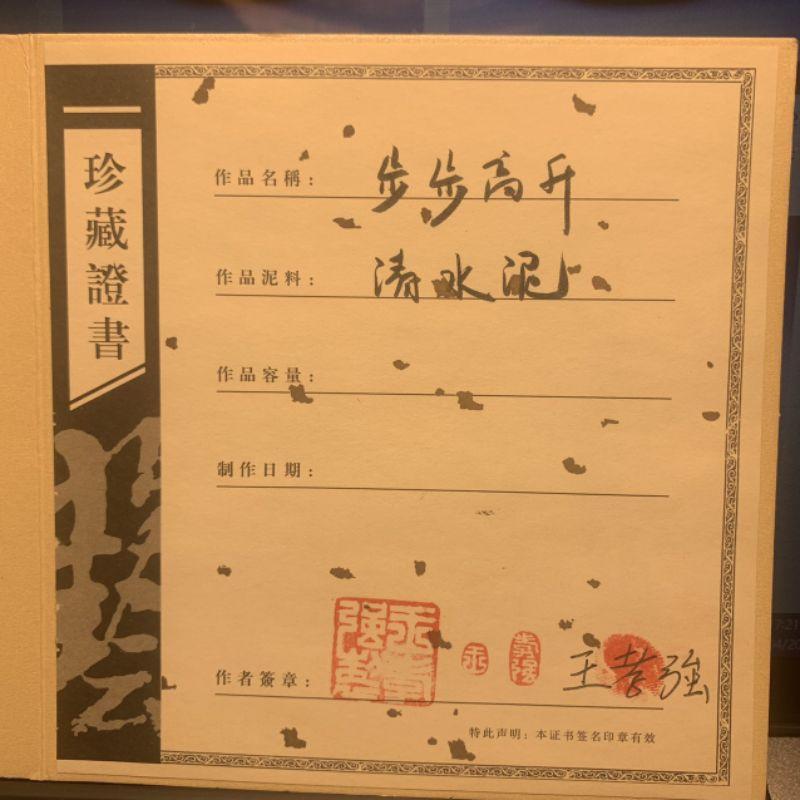 珍藏證書
作品名稱：步步高升
作品泥料：清水泥
作品容量：
制作日期：
作者簽章：王孝強
特此声明：本证书签名印章有效